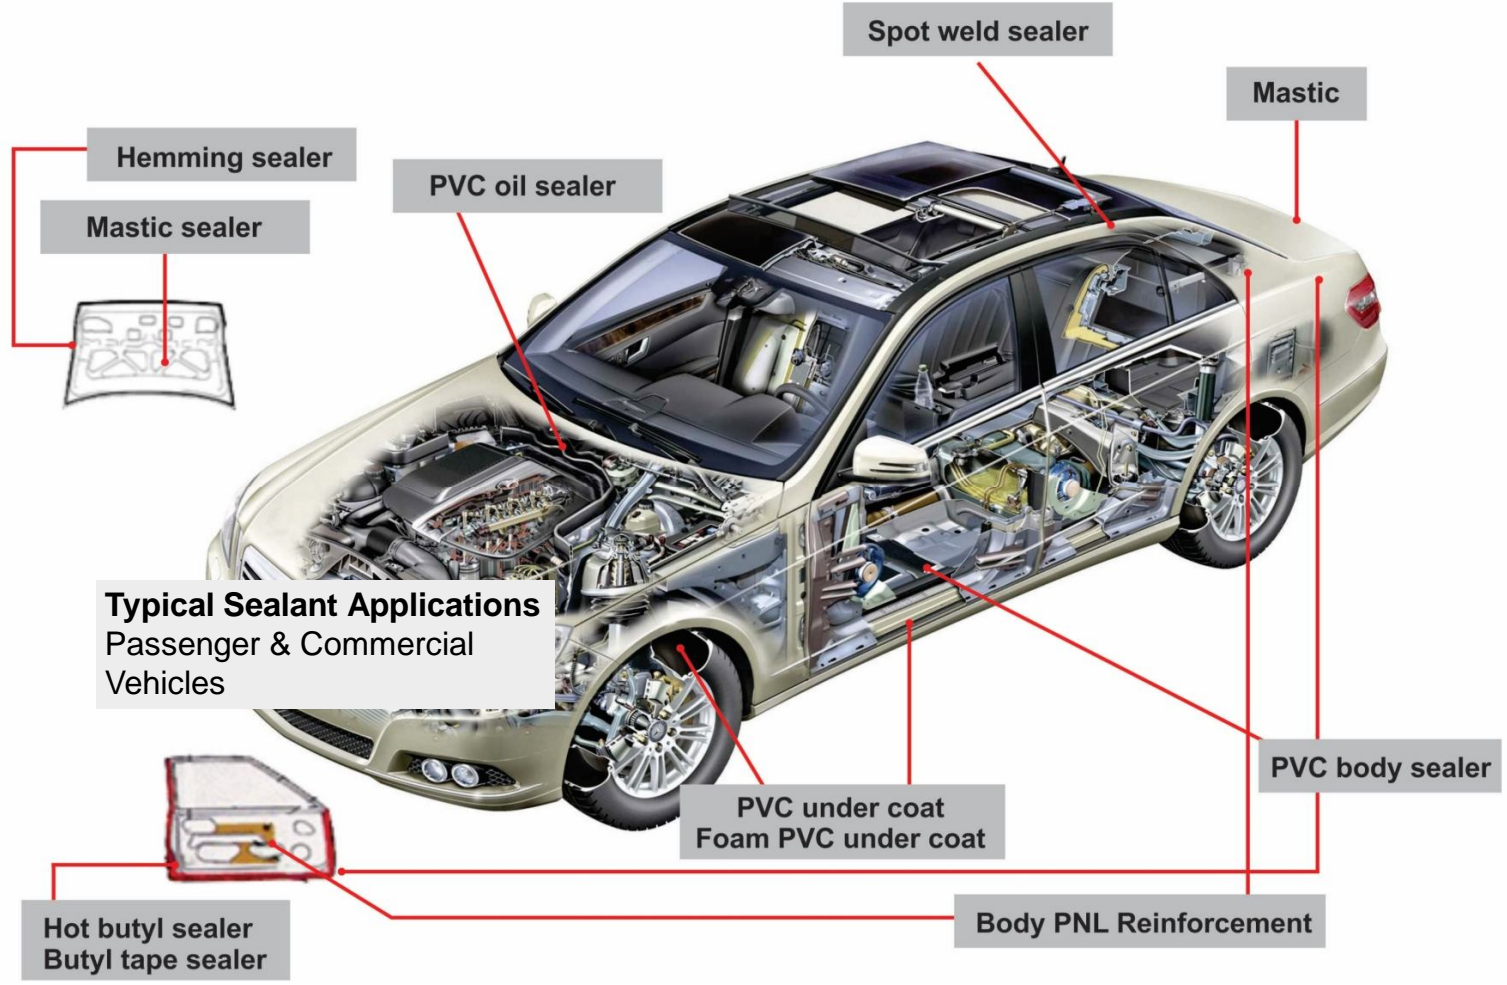 Spot weld sealer
Mastic
Hemming sealer
PVC oil sealer
Mastic sealer
Typical Sealant Applications
Passenger & Commercial
Vehicles
PVC body sealer
PVC under coat
Foam PVC under coat
Body PNL Reinforcement
Hot butyl sealer
Butyl tape sealer